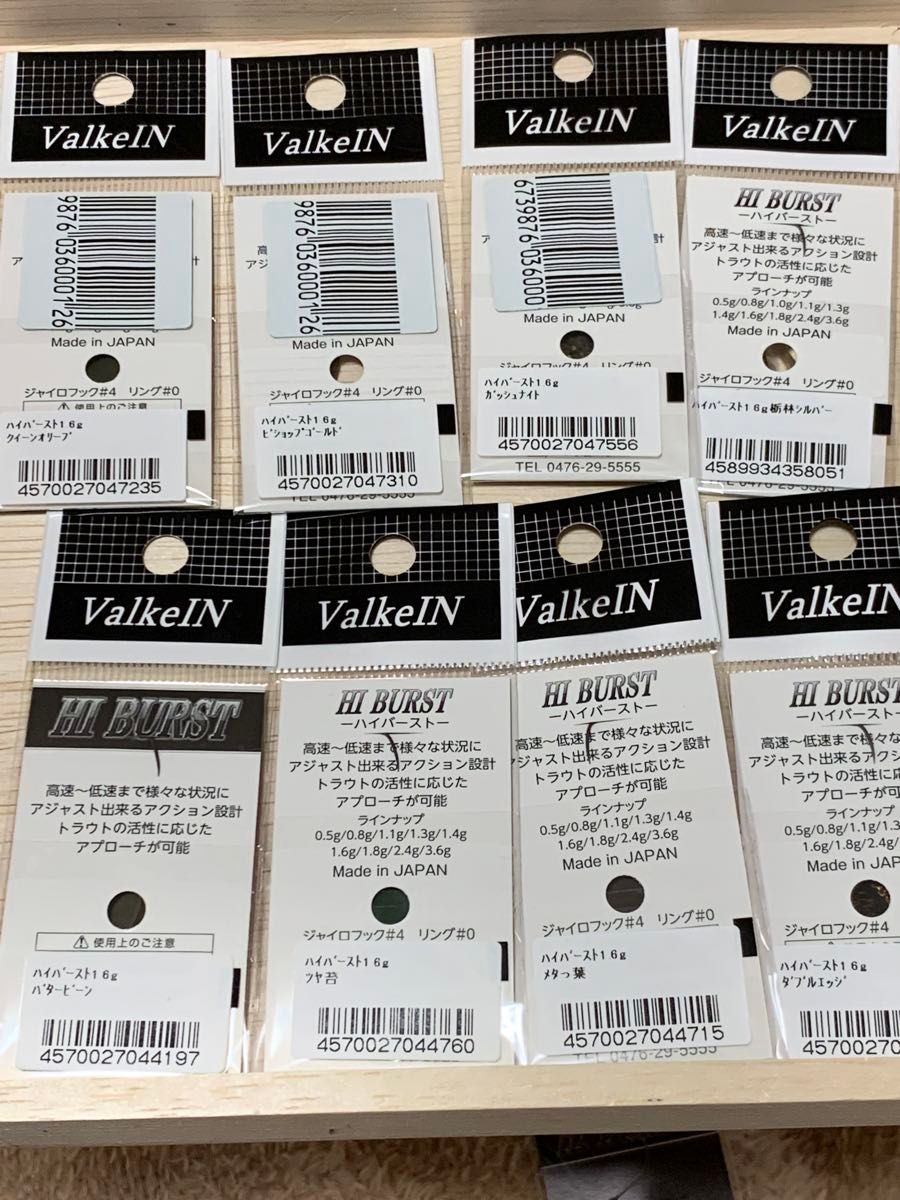 ValkeIN
9876 036000126
Made in JAPAN
ジャイロフック#4 リング#0
⚠使用上のご注意
ﾊｲﾊﾞｰｽﾄ1.6g
ｸｲｰﾝｵﾘｰﾌﾞ
4570027047235
ValkeIN
高速
9876 036000126
Made in JAPAN
ジャイロフック#4 リング#0
ﾊｲﾊﾞｰｽﾄ1.6g
ﾋﾞｼｮｯﾌﾟｺﾞｰﾙﾄﾞ
4570027047310
TEL 0476-29-5555
ValkeIN
6739876 036000
Made in JAPAN
ジャイロフック#4 リング#0
ﾊｲﾊﾞｰｽﾄ1.6g
ｶﾞｯｼｭﾅｲﾄ
4570027047556
TEL 0476-29-5555
ValkeIN
HI BURST
ーハイバーストー
高速~低速まで様々な状況に
アジャスト出来るアクション設計
トラウトの活性に応じた
アプローチが可能
ラインナップ
0.5g/0.8g/1.0g/1.1g/1.3g
1.4g/1.6g/1.8g/2.4g/3.6g
Made in JAPAN
ジャイロフック#4 リング#0
ﾊｲﾊﾞｰｽﾄ1.6g栃林ｼﾙﾊﾞｰ
4589934358051
TEL 0476-29-5555
ValkeIN
HI BURST
高速~低速まで様々な状況に
アジャスト出来るアクション設計
トラウトの活性に応じた
アプローチが可能
⚠使用上のご注意
ﾊｲﾊﾞｰｽﾄ1.6g
ﾊﾞﾀｰﾋﾞｰﾝ
4570027044197
ValkeIN
HI BURST
ーハイバーストー
高速~低速まで様々な状況に
アジャスト出来るアクション設計
トラウトの活性に応じた
アプローチが可能
ラインナップ
0.5g/0.8g/1.1g/1.3g/1.4g
1.6g/1.8g/2.4g/3.6g
Made in JAPAN
ジャイロフック#4 リング#0
ﾊｲﾊﾞｰｽﾄ1.6g
ﾂﾔ苔
4570027044760
ValkeIN
HI BURST
ーハイバーストー
高速~低速まで様々な状況に
アジャスト出来るアクション設計
トラウトの活性に応じた
アプローチが可能
ラインナップ
0.5g/0.8g/1.1g/1.3g/1.4g
1.6g/1.8g/2.4g/3.6g
Made in JAPAN
ジャイロフック#4 リング#0
ﾊｲﾊﾞｰｽﾄ1.6g
ﾒﾀっ葉
4570027044715
TEL 0476-29-5555
ValkeIN
HI BURST
ーハイバーストー
高速~低速まで様々な
アジャスト出来るアクシ
トラウトの活性に応
アプローチが可能
ラインナップ
0.5g/0.8g/1.1g/1.3
1.6g/1.8g/2.4g/
Made in JAP
ジャイロフック#4 リン
⚠使用上のご
ﾊｲﾊﾞｰｽﾄ1.6g
ﾀﾞﾌﾞﾙｴｯｼﾞ
4570027